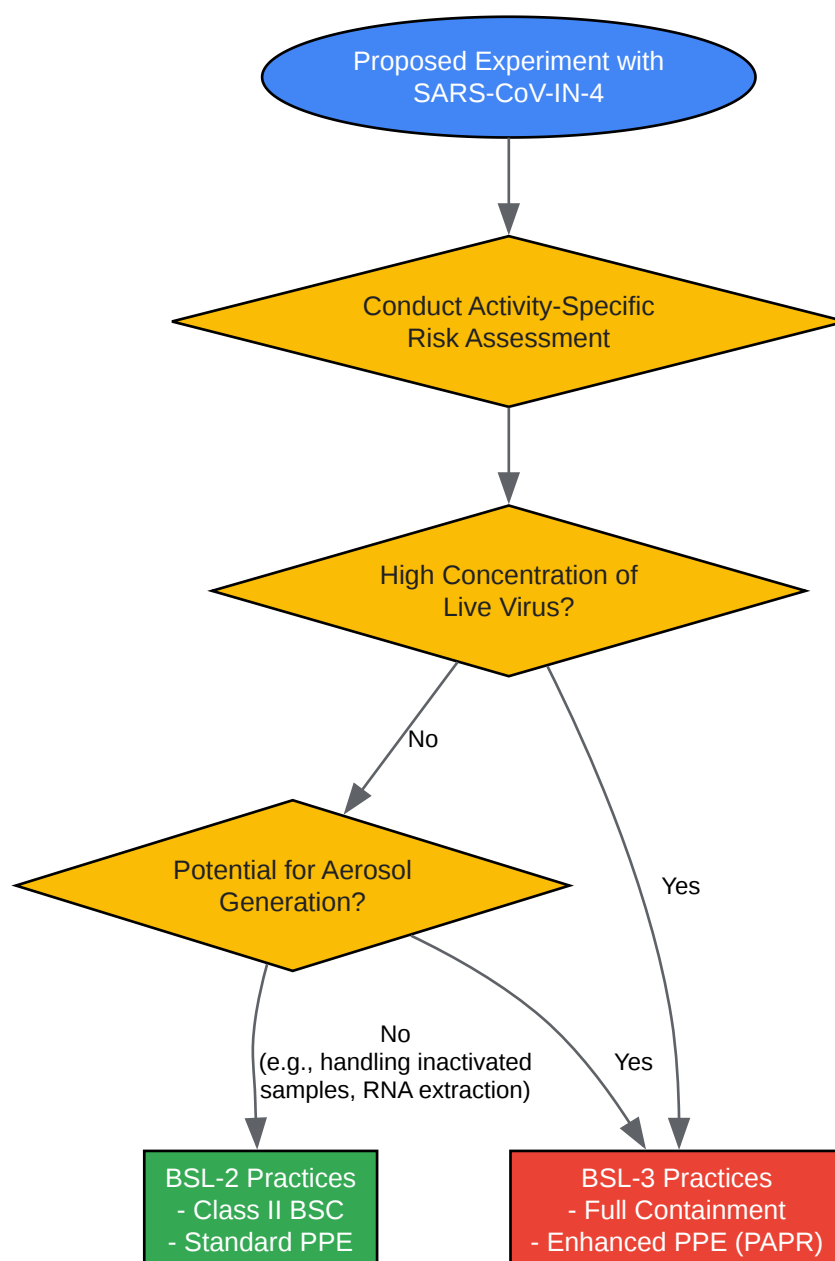 Proposed Experiment with
SARS-CoV-IN-4
Conduct Activity-Specific
Risk Assessment
High Concentration of
Live Virus?
No
Yes
Potential for Aerosol
Generation?
No
(e.g., handling inactivated
samples, RNA extraction)
Yes
BSL-2 Practices
- Class II BSC
- Standard PPE
BSL-3 Practices
- Full Containment
- Enhanced PPE (PAPR)